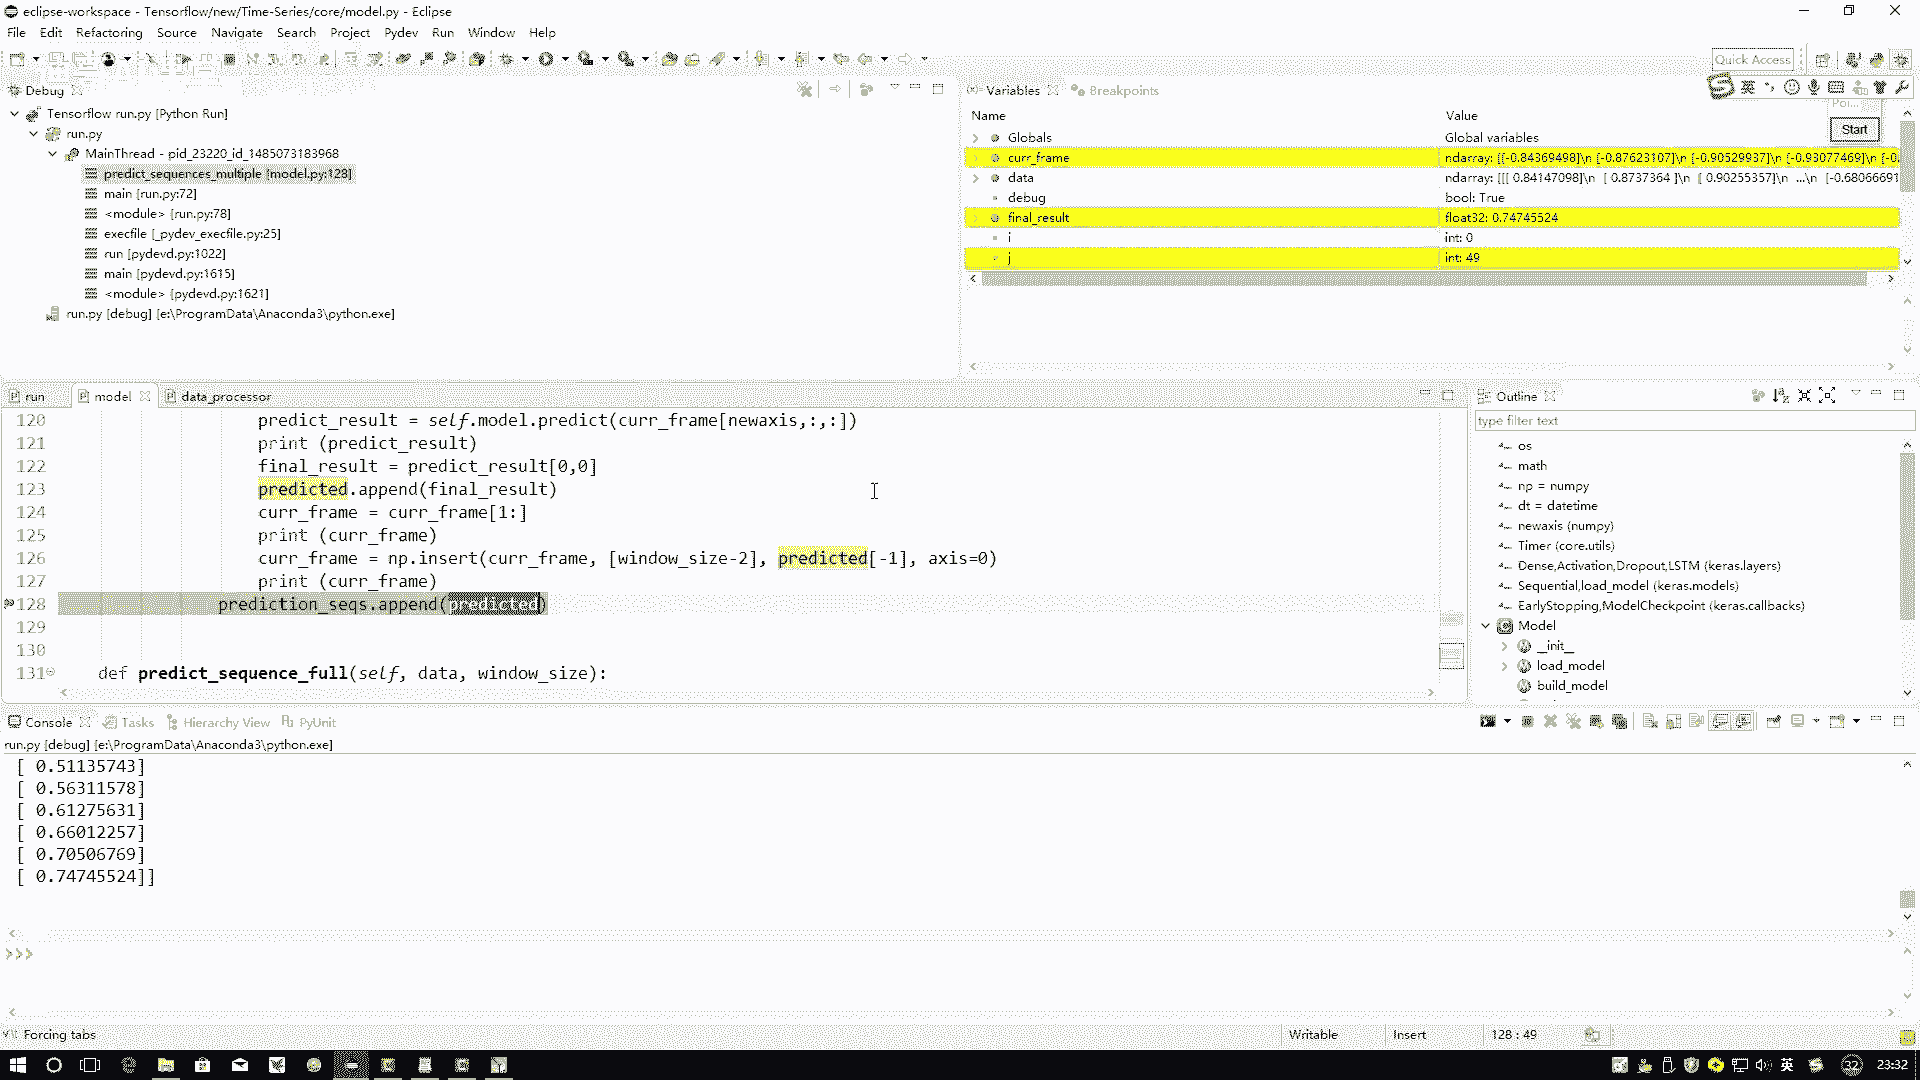 eclipse-workspace - Tensorflow/new/Time-Series/core/model.py - Eclipse
File Edit Refactoring Source Navigate Search Project Pydev Run Window Help
Quick Access
Debug
Tensorflow run.py [Python Run]
run.py
MainThread - pid_23220_id_1485073183968
predict_sequences_multiple [model.py:128]
main [run.py:72]
<module> [run.py:78]
execfile [_pydev_execfile.py:25]
run [pydevd.py:1022]
main [pydevd.py:1615]
<module> [pydevd.py:1621]
run.py [debug] [e:\ProgramData\Anaconda3\python.exe]
Variables Breakpoints
英
Start
Name Value
Globals Global variables
curr_frame ndarray: [[-0.84369498]\n [-0.87623107]\n [-0.90529937]\n [-0.93077469]\n [-0.
data ndarray: [[[ 0.84147098]\n [ 0.8737364 ]\n [ 0.90255357]\n ...\n [-0.68066691
debug bool: True
final_result float32: 0.74745524
i int: 0
j int: 49
run model data_processor
120 predict_result = self.model.predict(curr_frame[newaxis,:,:])
121 print (predict_result)
122 final_result = predict_result[0,0]
123 predicted.append(final_result)
124 curr_frame = curr_frame[1:]
125 print (curr_frame)
126 curr_frame = np.insert(curr_frame, [window_size-2], predicted[-1], axis=0)
127 print (curr_frame)
128 prediction_seqs.append(predicted)
129
130
131 def predict_sequence_full(self, data, window_size):
Outline
type filter text
os
math
np = numpy
dt = datetime
newaxis (numpy)
Timer (core.utils)
Dense,Activation,Dropout,LSTM (keras.layers)
Sequential,load_model (keras.models)
EarlyStopping,ModelCheckpoint (keras.callbacks)
Model
__init__
load_model
build_model
Console Tasks Hierarchy View PyUnit
run.py [debug] [e:\ProgramData\Anaconda3\python.exe]
[ 0.51135743]
[ 0.56311578]
[ 0.61275631]
[ 0.66012257]
[ 0.70506769]
[ 0.74745524]]
>>>
Forcing tabs Writable Insert 128 : 49
英 32 23:32